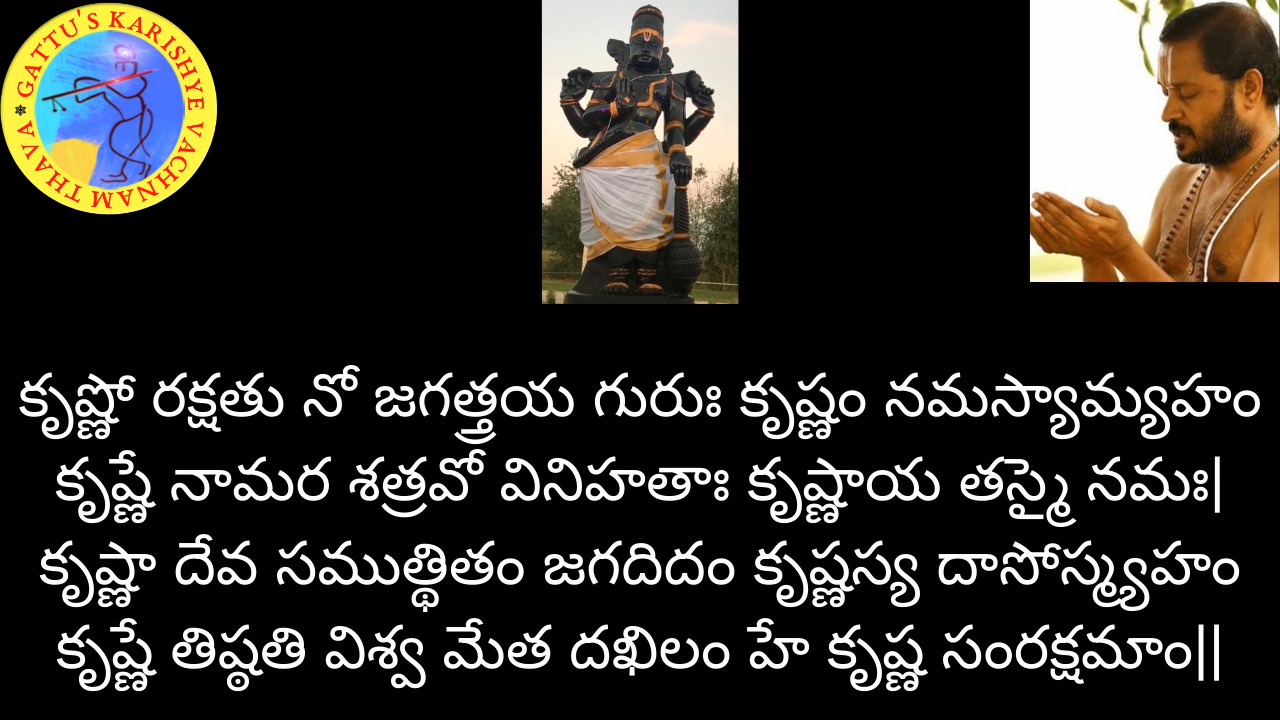 GATTU'S KARISHYE VACHNAM THAVA
కృష్ణో రక్షతు నో జగత్త్రయ గురుః కృష్ణం నమస్యామ్యహం
కృష్ణే నామర శత్రవో వినిహతాః కృష్ణాయ తస్మై నమః|
కృష్ణా దేవ సముత్థితం జగదిదం కృష్ణస్య దాసోస్మ్యహం
కృష్ణే తిష్ఠతి విశ్వ మేత దఖిలం హే కృష్ణ సంరక్షమాం||